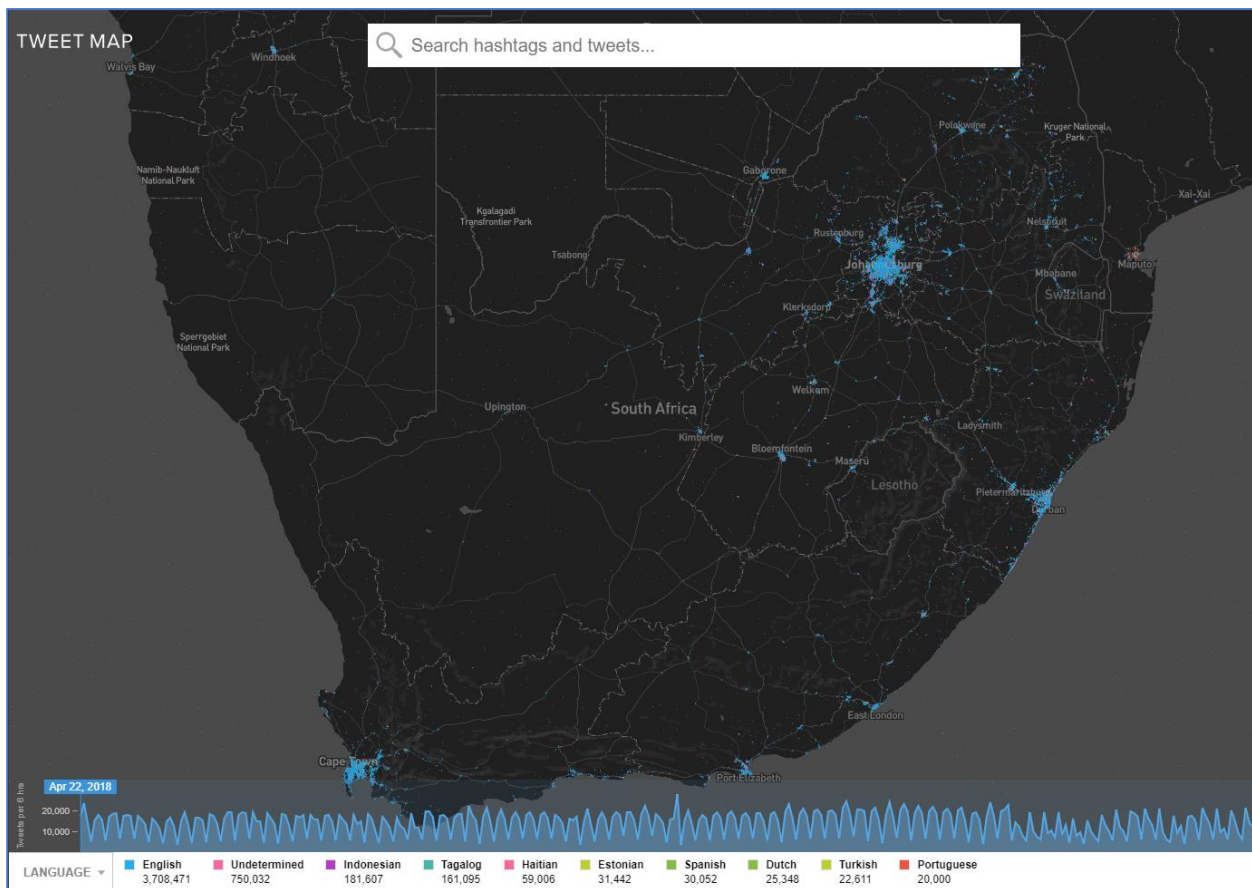 TWEET MAP
Search hashtags and tweets...
Walvis Bay
Windhoek
Polokwane
Kruger National
Park
Namib-Naukluft
National Park
Gaborone
Xai-Xai
Kgalagadi
Transfrontier Park
Nelspruit
Rustenburg
Tsabong
Johannesburg
Maputo
Mbabane
Swaziland
Klerksdorp
Sperrgebiet
National Park
Welkom
Upington
South Africa
Kimberley
Ladysmith
Bloemfontein
Maseru
Lesotho
Pietermaritzburg
Durban
East London
Cape Town
Port Elizabeth
Apr 22, 2018
Tweets per 6 hrs
20,000
10,000
LANGUAGE
English Undetermined Indonesian Tagalog Haitian Estonian Spanish Dutch Turkish Portuguese
3,708,471 750,032 181,607 161,095 59,006 31,442 30,052 25,348 22,611 20,000